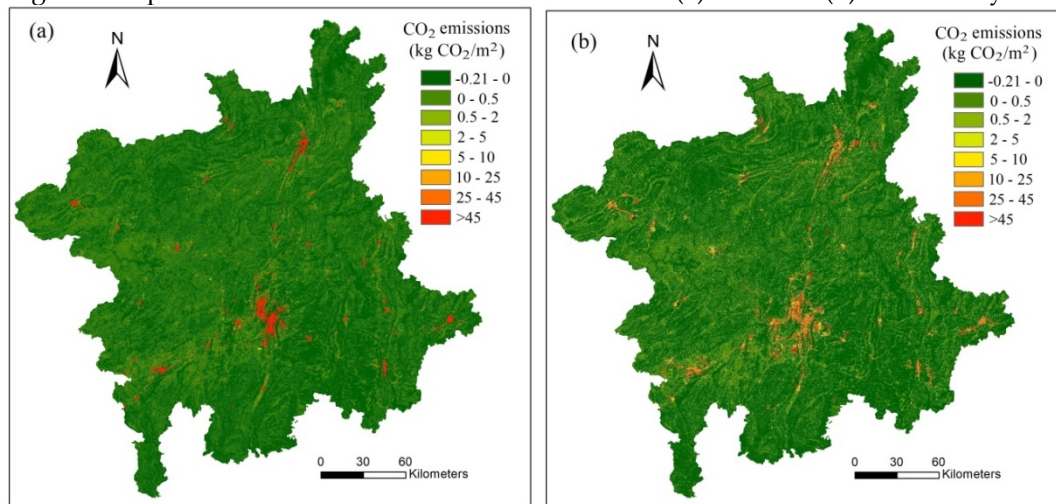 (a) (b)
(a)
N
CO₂ emissions
(kg CO₂/m²)
-0.21 - 0
0 - 0.5
0.5 - 2
2 - 5
5 - 10
10 - 25
25 - 45
>45
0 30 60
Kilometers
(b)
N
CO₂ emissions
(kg CO₂/m²)
-0.21 - 0
0 - 0.5
0.5 - 2
2 - 5
5 - 10
10 - 25
25 - 45
>45
0 30 60
Kilometers